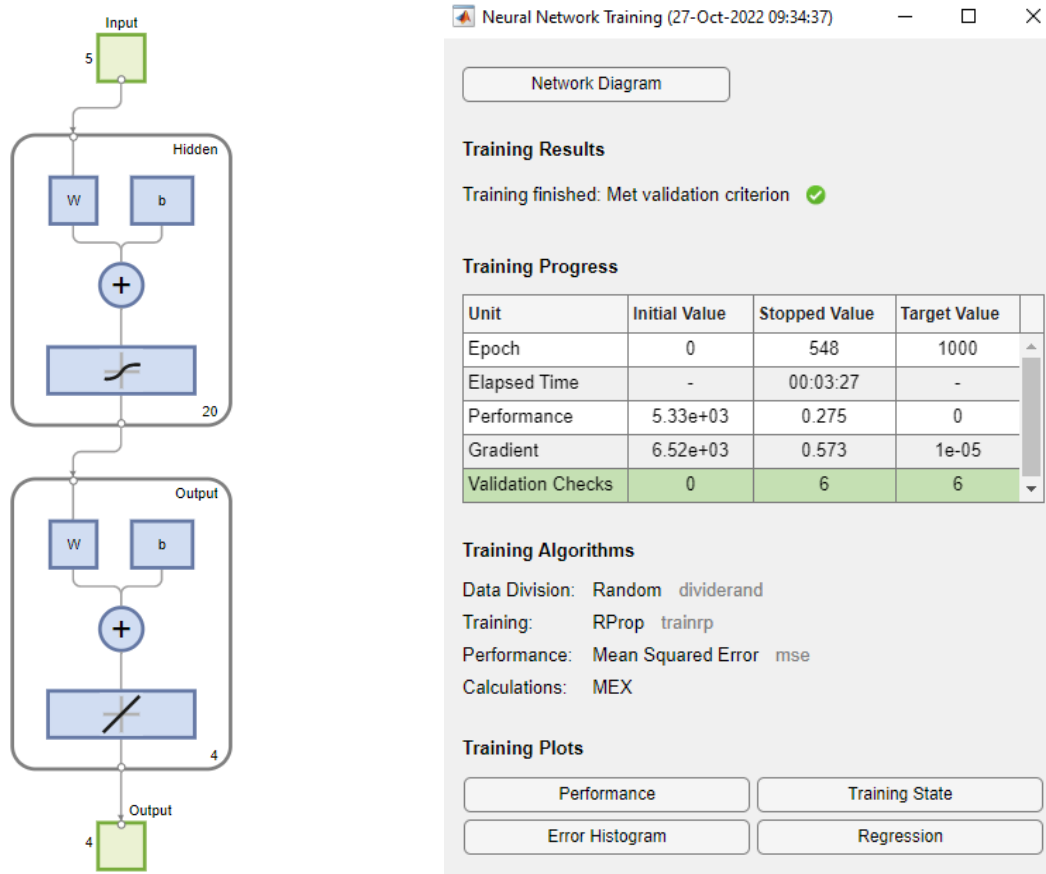 Input
5
Hidden
W
b
+
20
Output
W
b
+
4
Output
4
Neural Network Training (27-Oct-2022 09:34:37)
Network Diagram
Training Results
Training finished: Met validation criterion
Training Progress
Unit Initial Value Stopped Value Target Value
Epoch 0 548 1000
Elapsed Time - 00:03:27 -
Performance 5.33e+03 0.275 0
Gradient 6.52e+03 0.573 1e-05
Validation Checks 0 6 6
Training Algorithms
Data Division: Random dividerand
Training: RProp trainrp
Performance: Mean Squared Error mse
Calculations: MEX
Training Plots
Performance Training State
Error Histogram Regression